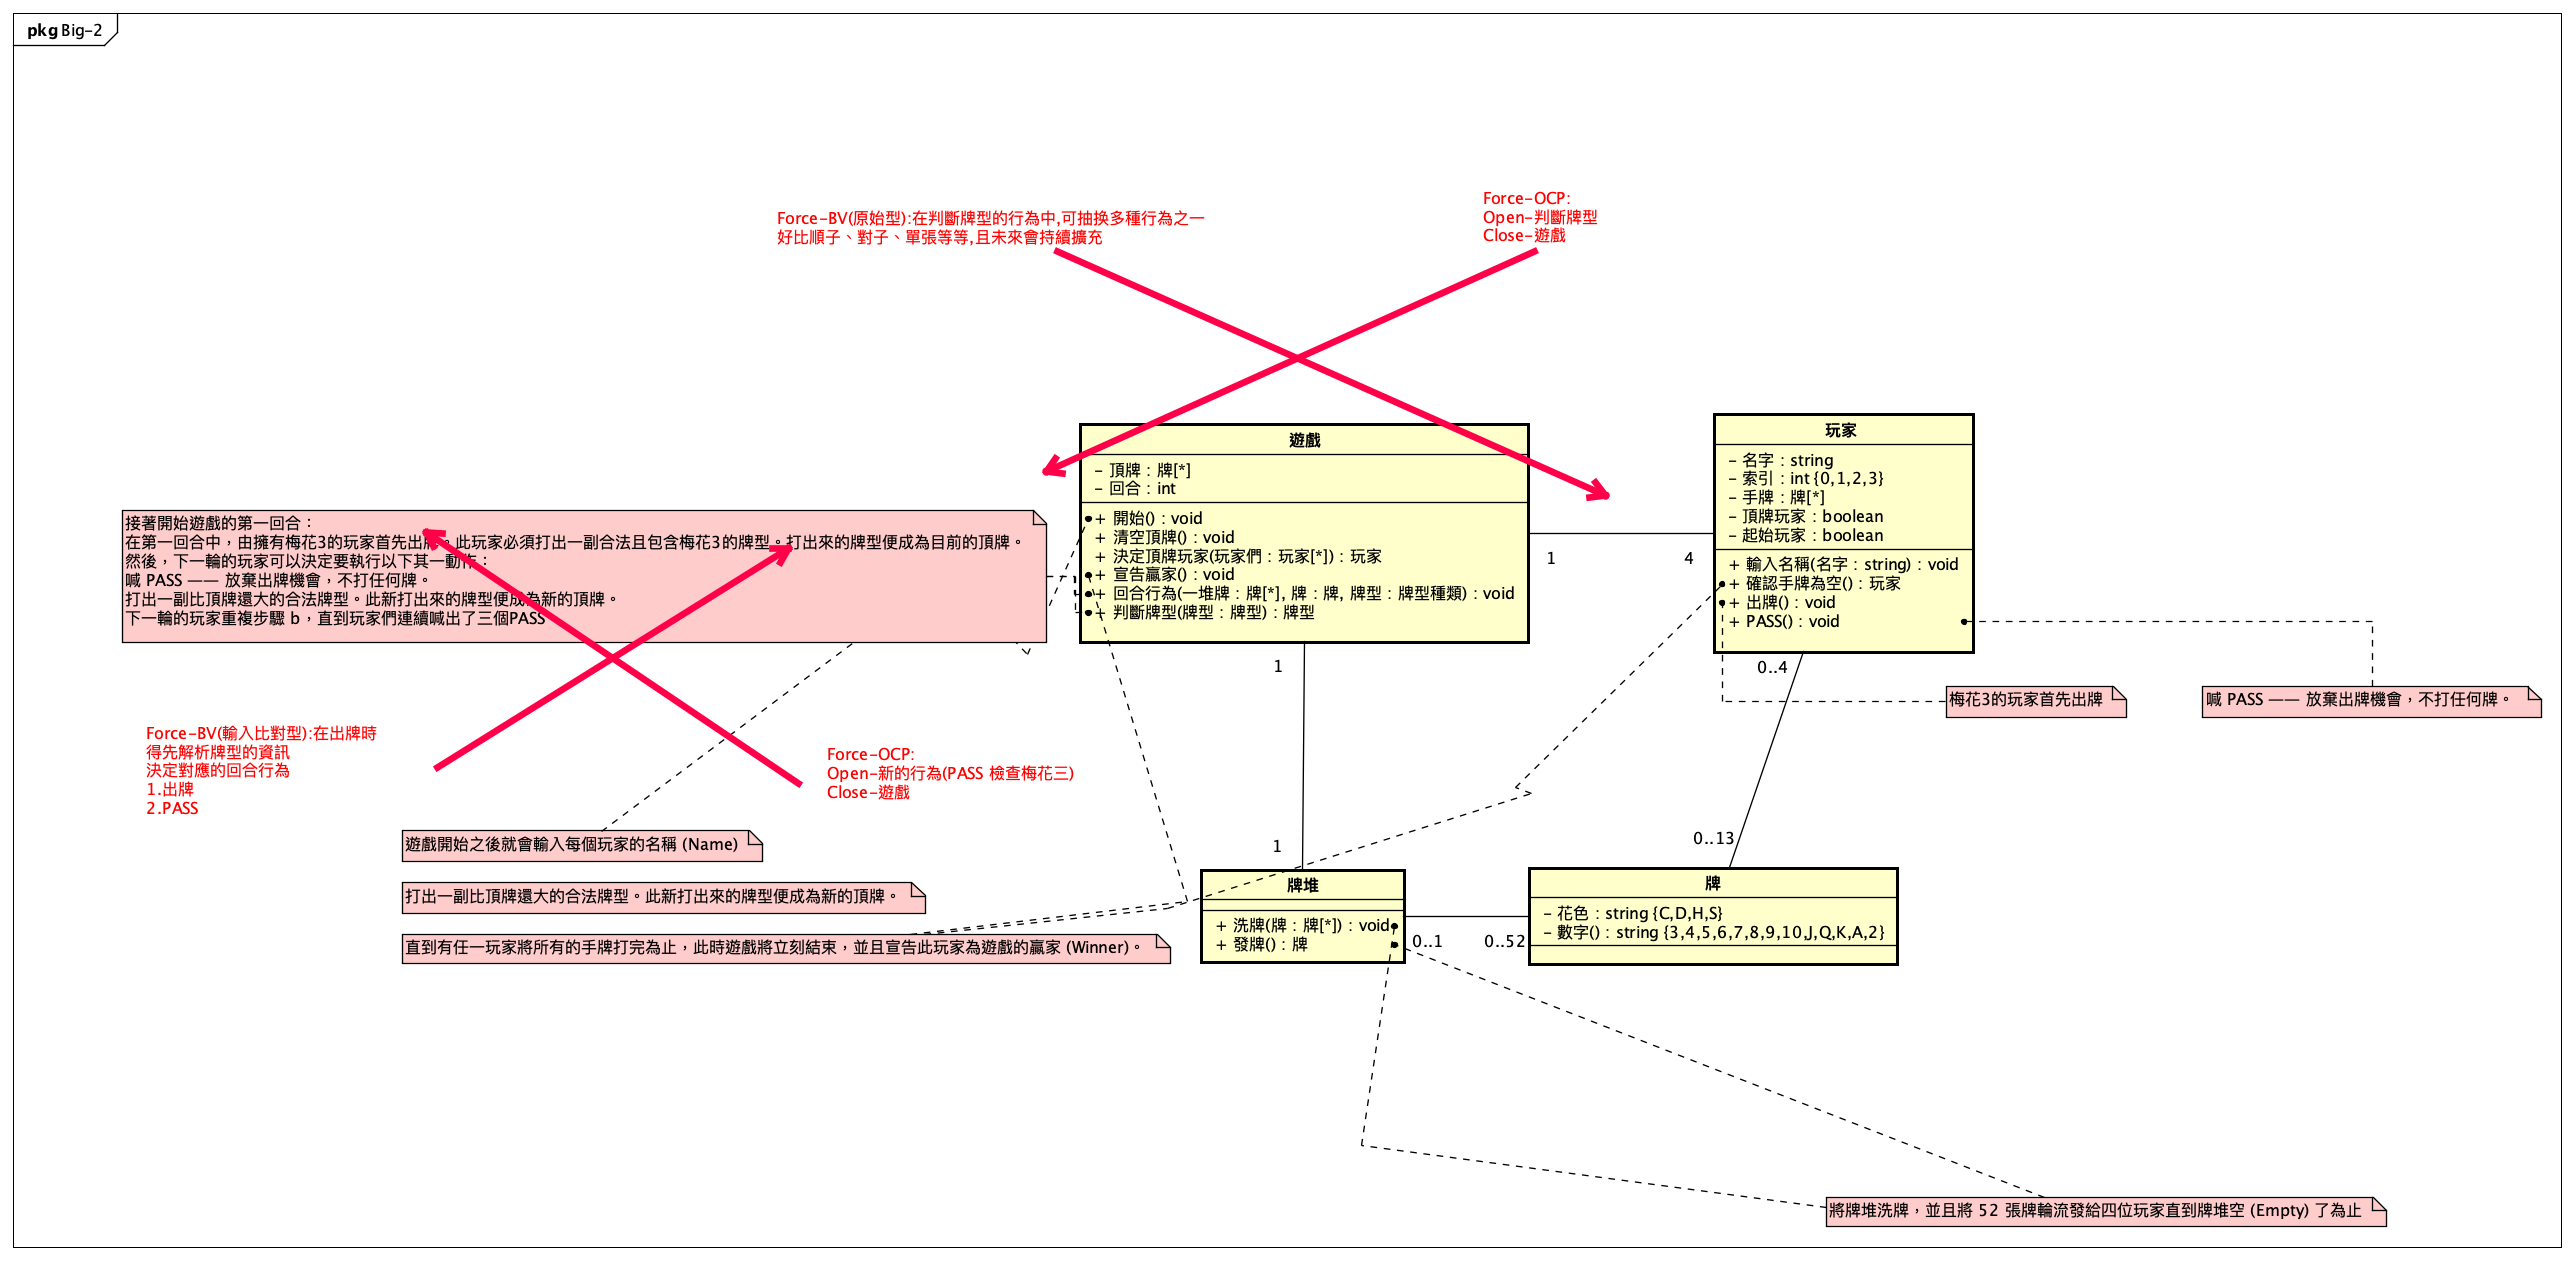 pkg Big-2
Force-BV(原始型):在判斷牌型的行為中,可抽換多種行為之一
好比順子、對子、單張等等,且未來會持續擴充
Force-OCP:
Open-判斷牌型
Close-遊戲
遊戲
- 頂牌 : 牌[*]
- 回合 : int
+ 開始() : void
+ 清空頂牌() : void
+ 決定頂牌玩家(玩家們 : 玩家[*]) : 玩家
+ 宣告贏家() : void
+ 回合行為(一堆牌 : 牌[*], 牌 : 牌, 牌型 : 牌型種類) : void
+ 判斷牌型(牌型 : 牌型) : 牌型
玩家
- 名字 : string
- 索引 : int {0,1,2,3}
- 手牌 : 牌[*]
- 頂牌玩家 : boolean
- 起始玩家 : boolean
+ 輸入名稱(名字 : string) : void
+ 確認手牌為空() : 玩家
+ 出牌() : void
+ PASS() : void
1
4
接著開始遊戲的第一回合：
在第一回合中，由擁有梅花3的玩家首先出牌。此玩家必須打出一副合法且包含梅花3的牌型。打出來的牌型便成為目前的頂牌。
然後，下一輪的玩家可以決定要執行以下其一動作：
喊 PASS —— 放棄出牌機會，不打任何牌。
打出一副比頂牌還大的合法牌型。此新打出來的牌型便成為新的頂牌。
下一輪的玩家重複步驟 b，直到玩家們連續喊出了三個PASS
1
0..4
梅花3的玩家首先出牌
喊 PASS —— 放棄出牌機會，不打任何牌。
Force-BV(輸入比對型):在出牌時
得先解析牌型的資訊
決定對應的回合行為
1.出牌
2.PASS
Force-OCP:
Open-新的行為(PASS 檢查梅花三)
Close-遊戲
遊戲開始之後就會輸入每個玩家的名稱 (Name)
打出一副比頂牌還大的合法牌型。此新打出來的牌型便成為新的頂牌。
直到有任一玩家將所有的手牌打完為止，此時遊戲將立刻結束，並且宣告此玩家為遊戲的贏家 (Winner)。
1
0..13
牌堆
+ 洗牌(牌 : 牌[*]) : void
+ 發牌() : 牌
0..1
0..52
牌
- 花色 : string {C,D,H,S}
- 數字() : string {3,4,5,6,7,8,9,10,J,Q,K,A,2}
將牌堆洗牌，並且將 52 張牌輪流發給四位玩家直到牌堆空 (Empty) 了為止